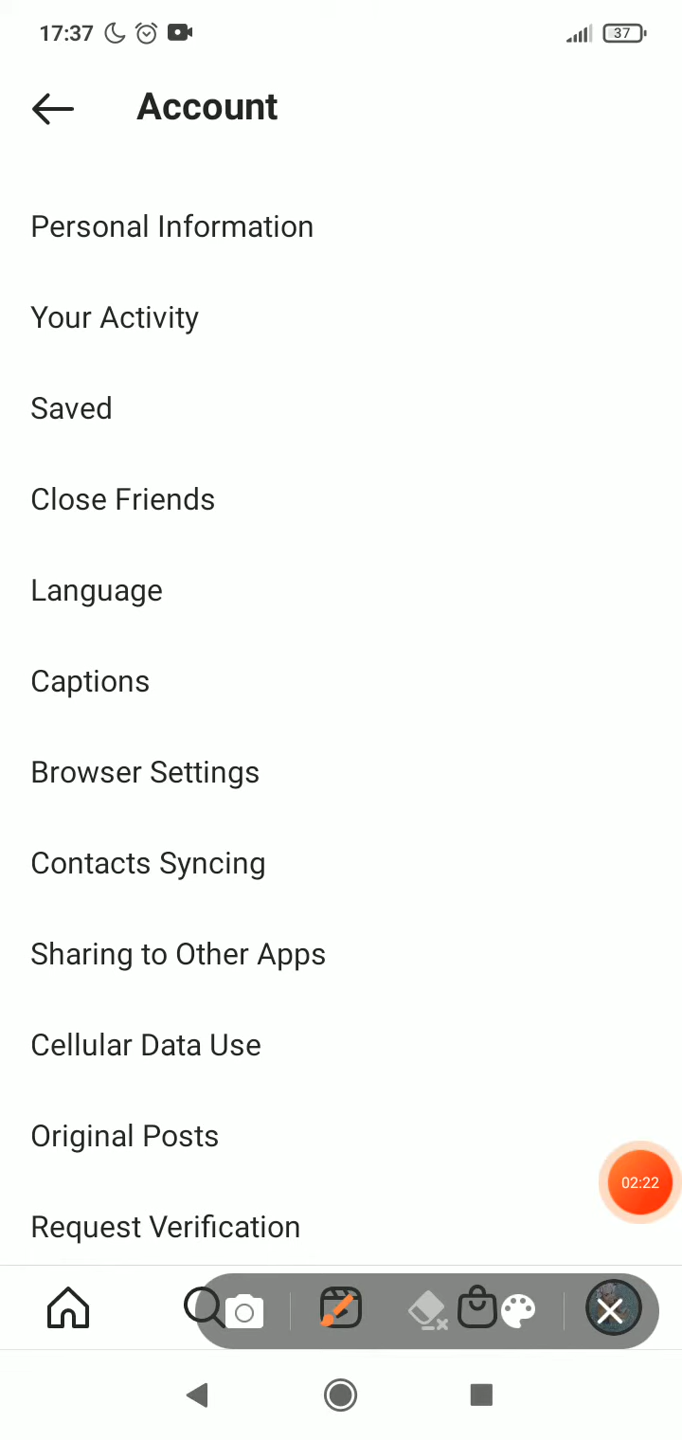 17:37
37
Account
Personal Information
Your Activity
Saved
Close Friends
Language
Captions
Browser Settings
Contacts Syncing
Sharing to Other Apps
Cellular Data Use
Original Posts
02:22
Request Verification